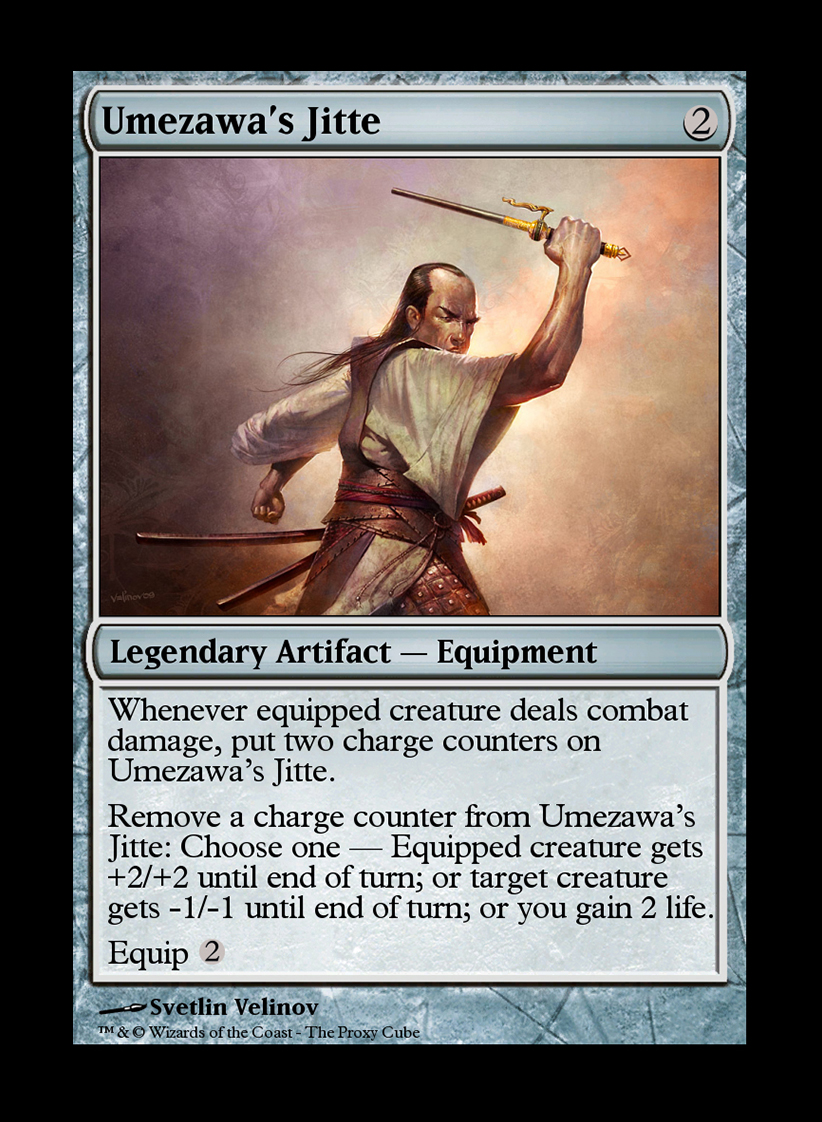 Umezawa's Jitte 2
Velinov'09
Legendary Artifact — Equipment
Whenever equipped creature deals combat
damage, put two charge counters on
Umezawa's Jitte.
Remove a charge counter from Umezawa's
Jitte: Choose one — Equipped creature gets
+2/+2 until end of turn; or target creature
gets -1/-1 until end of turn; or you gain 2 life.
Equip 2
Svetlin Velinov
™ & © Wizards of the Coast - The Proxy Cube